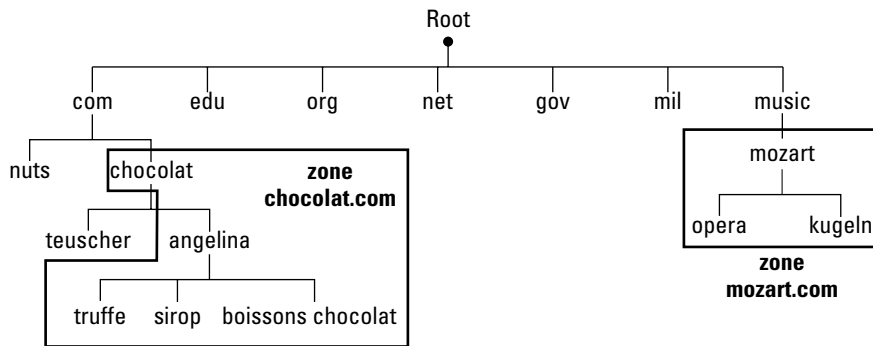 Root
com edu org net gov mil music
nuts chocolat zone mozart
chocolat.com
teuscher angelina opera kugeln
zone
mozart.com
truffe sirop boissons chocolat